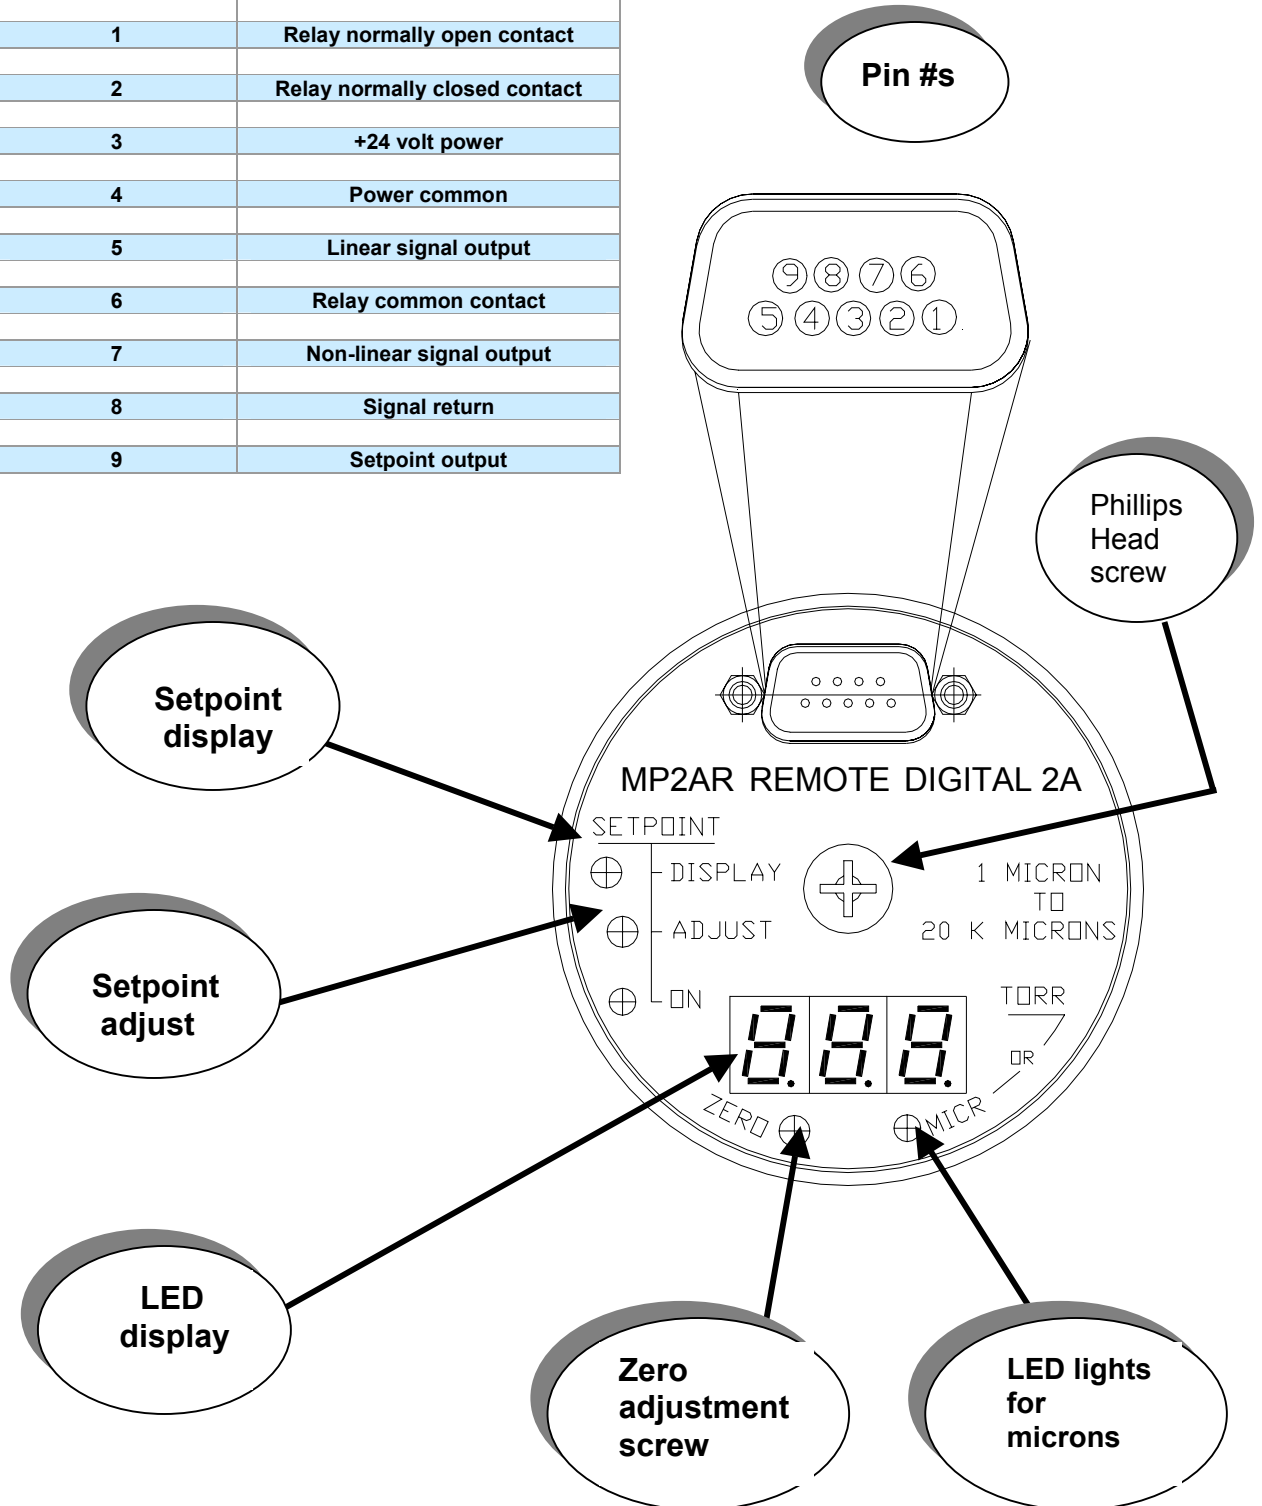 1 Relay normally open contact
2 Relay normally closed contact
3 +24 volt power
4 Power common
5 Linear signal output
6 Relay common contact
7 Non-linear signal output
8 Signal return
9 Setpoint output
Pin #s
9 8 7 6
5 4 3 2 1
Phillips
Head
screw
Setpoint
display
MP2AR REMOTE DIGITAL 2A
SETPOINT
DISPLAY
ADJUST
ON
1 MICRON
TO
20 K MICRONS
Setpoint
adjust
TORR
OR
MICR
8.8.8
ZERO
LED
display
Zero
adjustment
screw
LED lights
for
microns